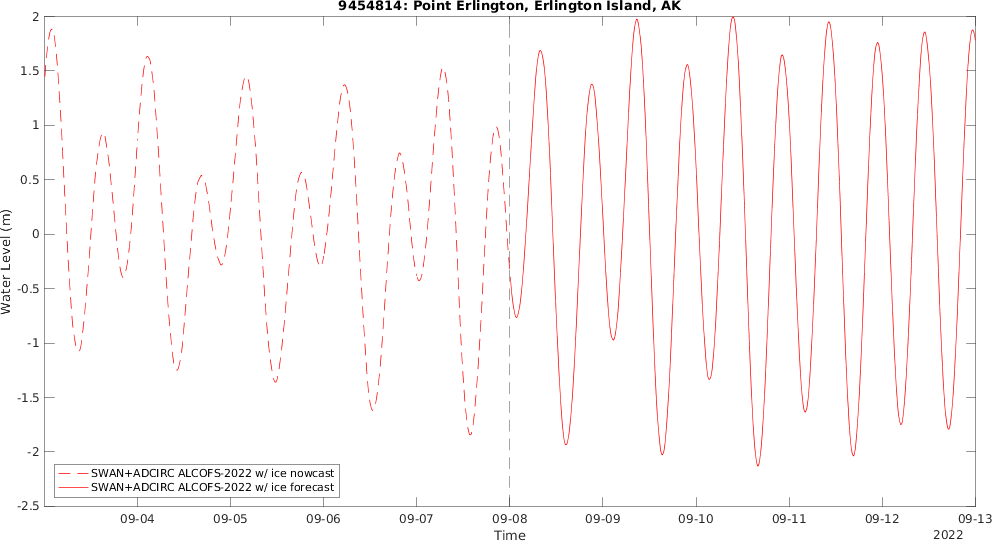 9454814: Point Erlington, Erlington Island, AK
Water Level (m)
2
1.5
1
0.5
0
-0.5
-1
-1.5
-2
-2.5
SWAN+ADCIRC ALCOFS-2022 w/ ice nowcast
SWAN+ADCIRC ALCOFS-2022 w/ ice forecast
09-04 09-05 09-06 09-07 09-08 09-09 09-10 09-11 09-12 09-13
Time
2022